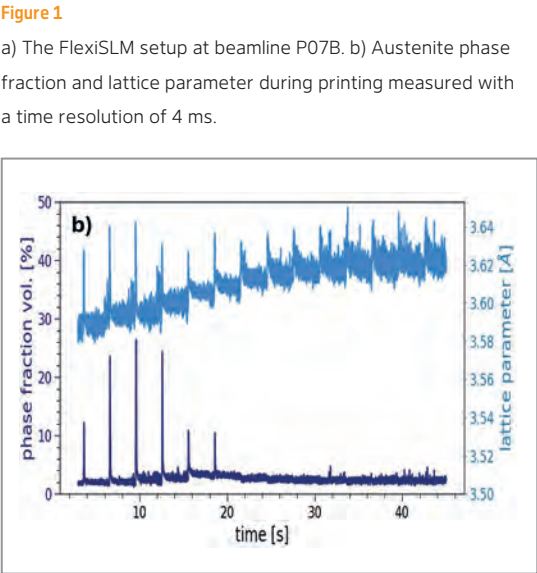 Figure 1
a) The FlexiSLM setup at beamline P07B. b) Austenite phase
fraction and lattice parameter during printing measured with
a time resolution of 4 ms.
b)
phase fraction vol. [%]
50
40
30
20
10
0
10
20
30
40
time [s]
3.64
3.62
3.60
3.58
3.56
3.54
3.52
3.50
lattice parameter [Å]